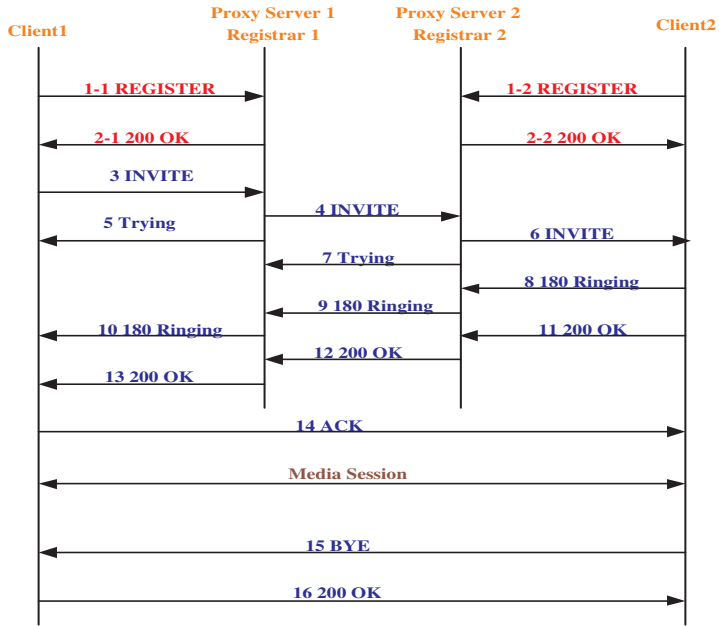 Client1
Proxy Server 1
Registrar 1
Proxy Server 2
Registrar 2
Client2
1-1 REGISTER
1-2 REGISTER
2-1 200 OK
2-2 200 OK
3 INVITE
4 INVITE
5 Trying
6 INVITE
7 Trying
8 180 Ringing
9 180 Ringing
10 180 Ringing
11 200 OK
12 200 OK
13 200 OK
14 ACK
Media Session
15 BYE
16 200 OK